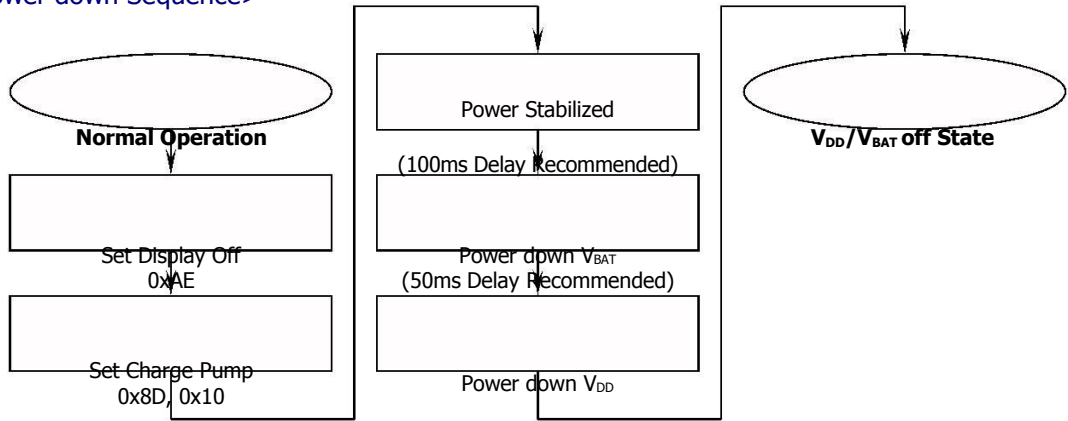 ower down Sequence>
Normal Operation
Set Display Off
0xAE
Set Charge Pump
0x8D, 0x10
Power Stabilized
(100ms Delay Recommended)
Power down VBAT
(50ms Delay Recommended)
Power down VDD
VDD/VBAT off State